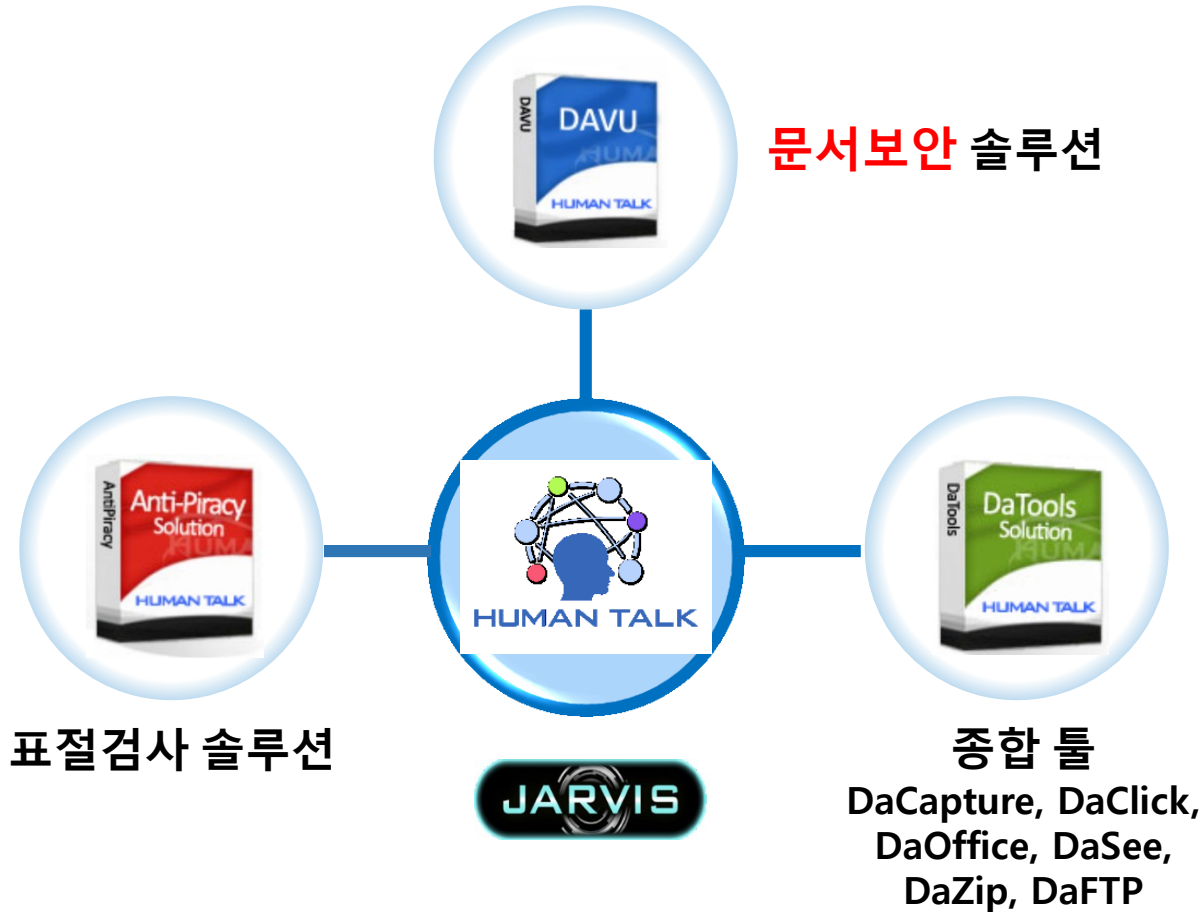 DAVU
DAVU
HUMAN TALK
문서보안 솔루션
AntiPiracy
Anti-Piracy
Solution
HUMAN TALK
표절검사 솔루션
HUMAN TALK
JARVIS
DaTools
DaTools
Solution
HUMAN TALK
종합 툴
DaCapture, DaClick,
DaOffice, DaSee,
DaZip, DaFTP